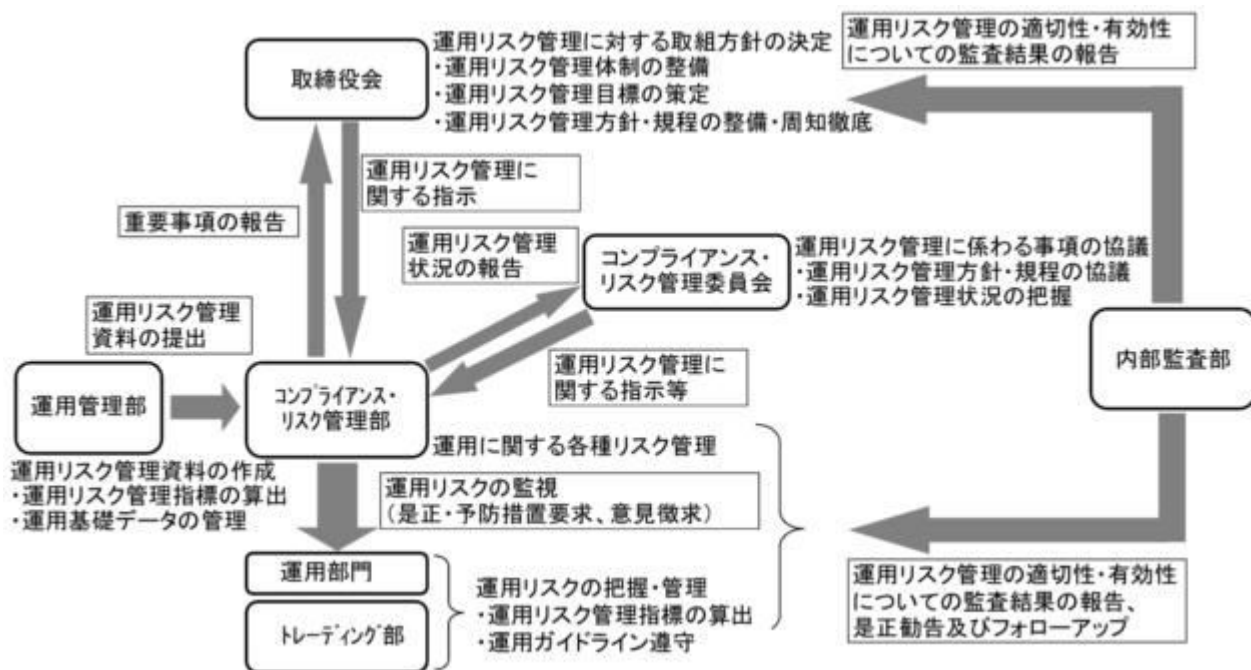 取締役会
運用リスク管理に対する取組方針の決定
・運用リスク管理体制の整備
・運用リスク管理目標の策定
・運用リスク管理方針・規程の整備・周知徹底
運用リスク管理の適切性・有効性
についての監査結果の報告
運用リスク管理に
関する指示
重要事項の報告
運用リスク管理
状況の報告
コンプライアンス・
リスク管理委員会
運用リスク管理に係わる事項の協議
・運用リスク管理方針・規程の協議
・運用リスク管理状況の把握
運用リスク管理
資料の提出
運用リスク管理に
関する指示等
内部監査部
運用管理部
ｺﾝﾌﾟﾗｲｱﾝｽ・
ﾘｽｸ管理部
運用に関する各種リスク管理
運用リスク管理資料の作成
・運用リスク管理指標の算出
・運用基礎データの管理
運用リスクの監視
（是正・予防措置要求、意見徴求）
運用部門
ﾄﾚｰﾃﾞｨﾝｸﾞ部
運用リスクの把握・管理
・運用リスク管理指標の算出
・運用ガイドライン遵守
運用リスク管理の適切性・有効性
についての監査結果の報告、
是正勧告及びフォローアップ